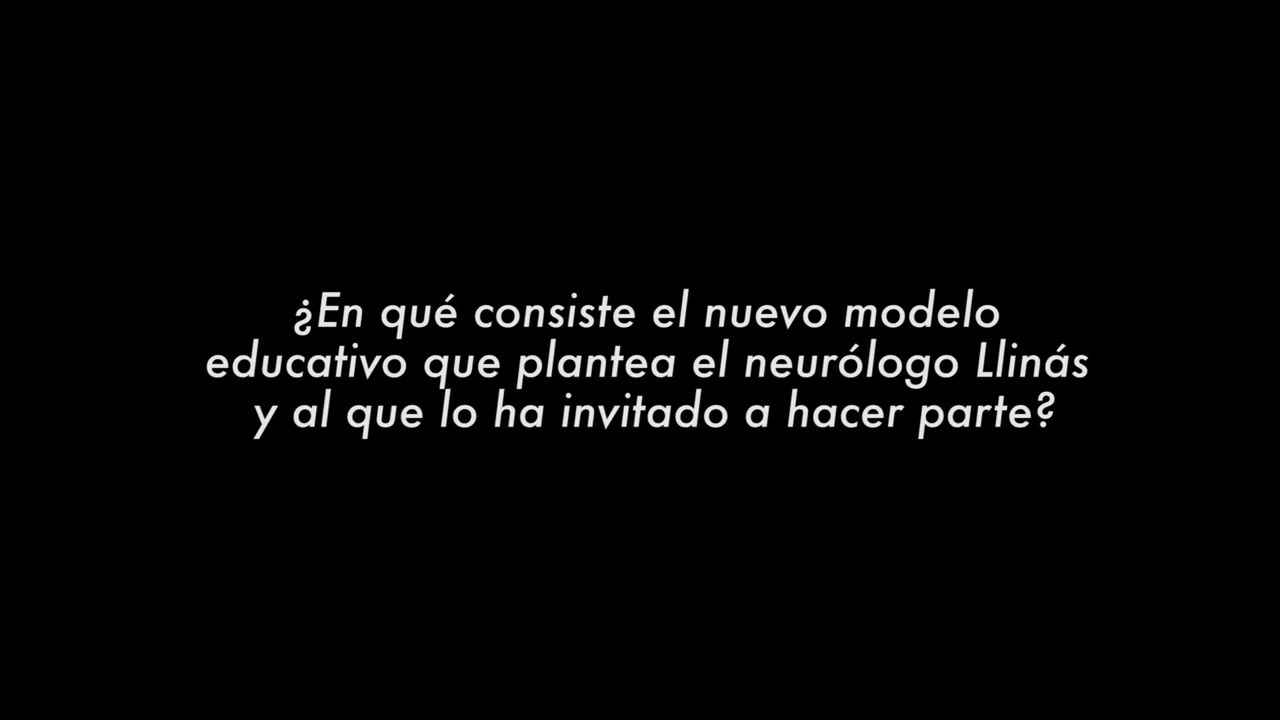 ¿En qué consiste el nuevo modelo
educativo que plantea el neurólogo Llinás
y al que lo ha invitado a hacer parte?